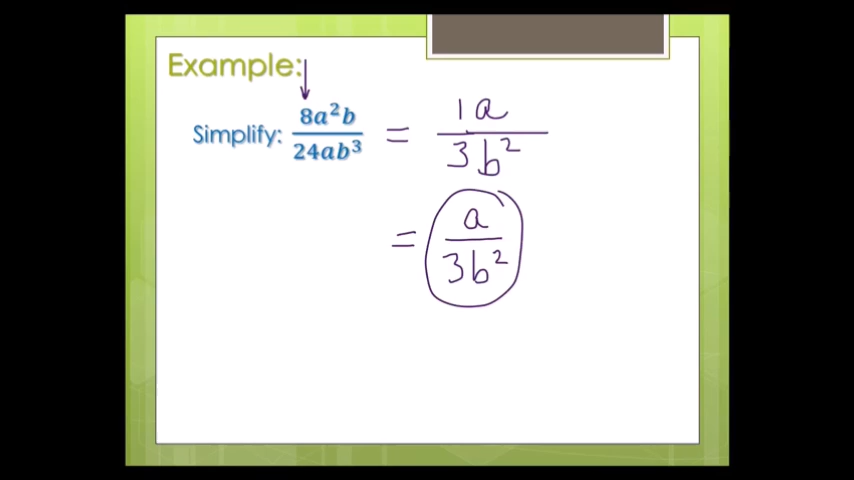 Example:
Simplify: 8a²b/24ab³ = 1a/3b²
= a/3b²